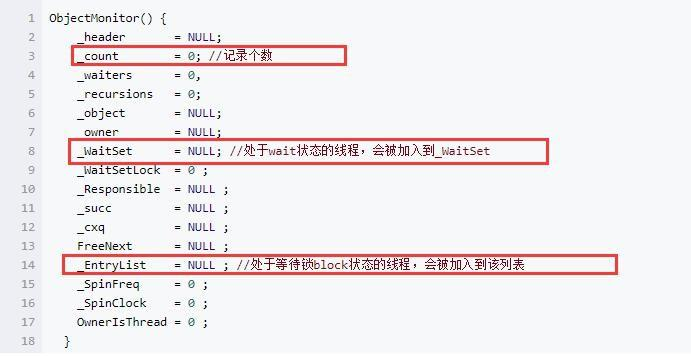 1 ObjectMonitor() {
2 _header = NULL;
3 _count = 0; //记录个数
4 _waiters = 0,
5 _recursions = 0;
6 _object = NULL;
7 _owner = NULL;
8 _WaitSet = NULL; //处于wait状态的线程，会被加入到_WaitSet
9 _WaitSetLock = 0 ;
10 _Responsible = NULL ;
11 _succ = NULL ;
12 _cxq = NULL ;
13 FreeNext = NULL ;
14 _EntryList = NULL ; //处于等待锁block状态的线程，会被加入到该列表
15 _SpinFreq = 0 ;
16 _SpinClock = 0 ;
17 OwnerIsThread = 0 ;
18 }